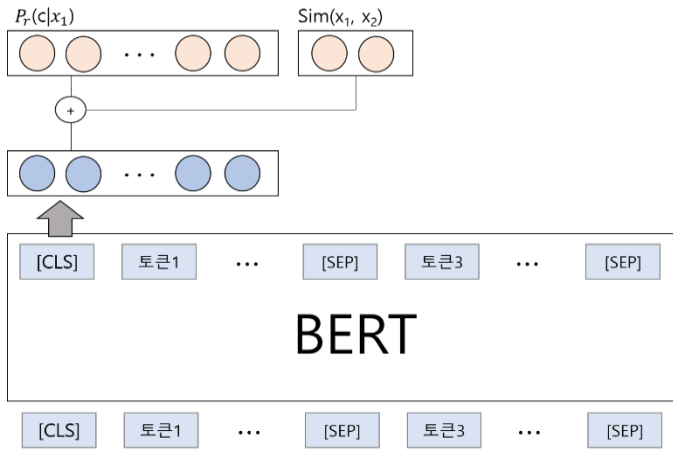 Pr(c|x1) Sim(x1, x2)
...
+
...
[CLS] 토큰1 ... [SEP] 토큰3 ... [SEP]
BERT
[CLS] 토큰1 ... [SEP] 토큰3 ... [SEP]